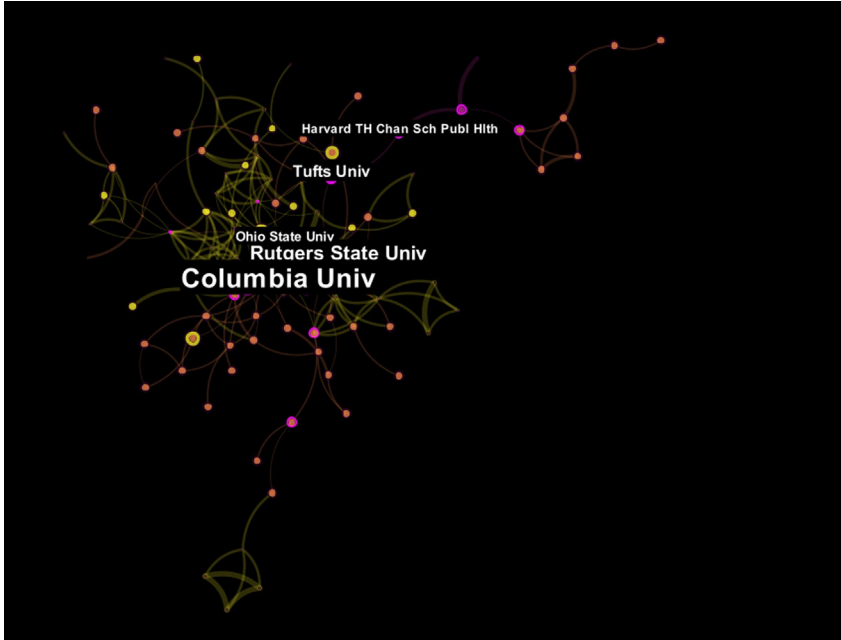 Harvard TH Chan Sch Publ Hlth
Tufts Univ
Ohio State Univ
Rutgers State Univ
Columbia Univ